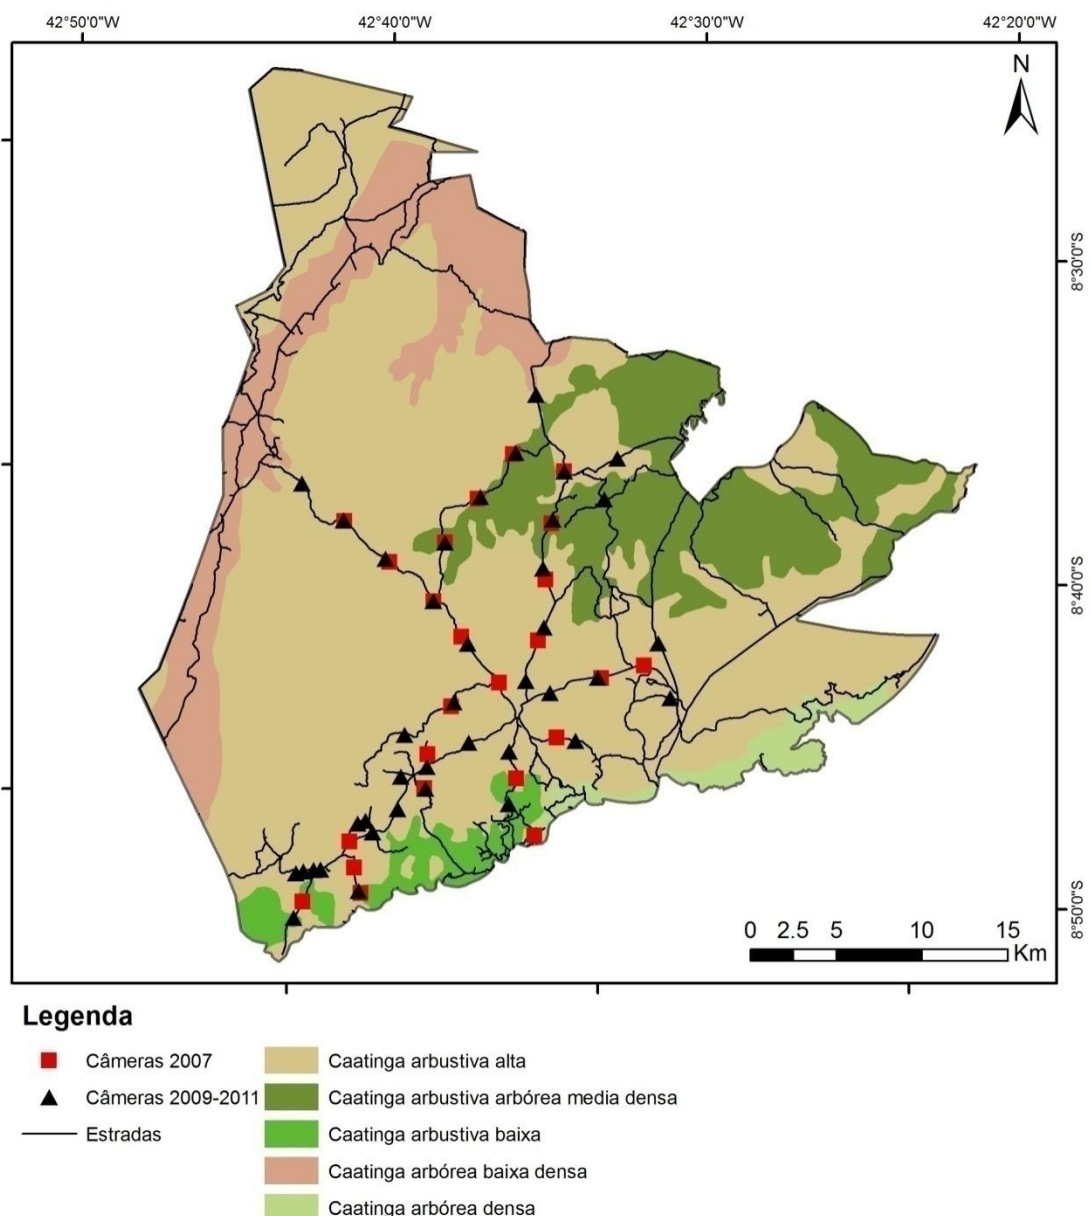 42°50'0"W 42°40'0"W 42°30'0"W 42°20'0"W
N
8°30'0"S
8°40'0"S
8°50'0"S
0 2.5 5 10 15
Km
Legenda
Câmeras 2007
Câmeras 2009-2011
Estradas
Caatinga arbustiva alta
Caatinga arbustiva arbórea media densa
Caatinga arbustiva baixa
Caatinga arbórea baixa densa
Caatinga arbórea densa